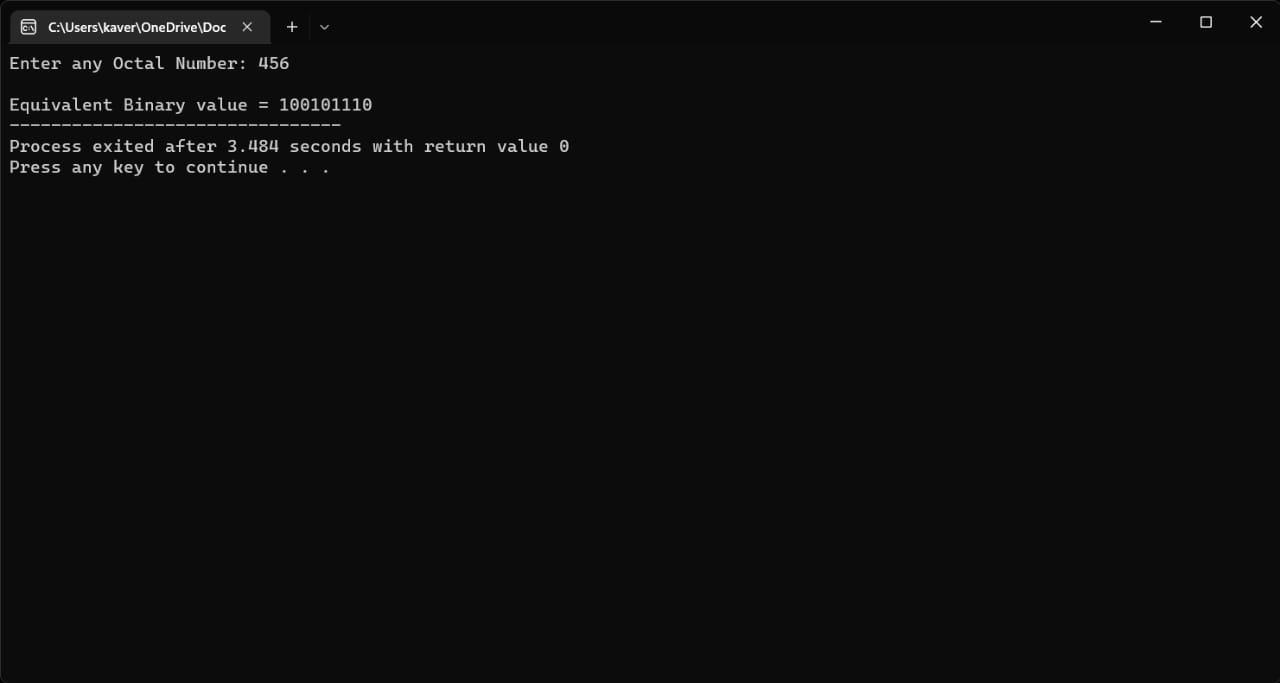 C:\Users\kaver\OneDrive\Doc
Enter any Octal Number: 456
Equivalent Binary value = 100101110
--------------------------------
Process exited after 3.484 seconds with return value 0
Press any key to continue . . .